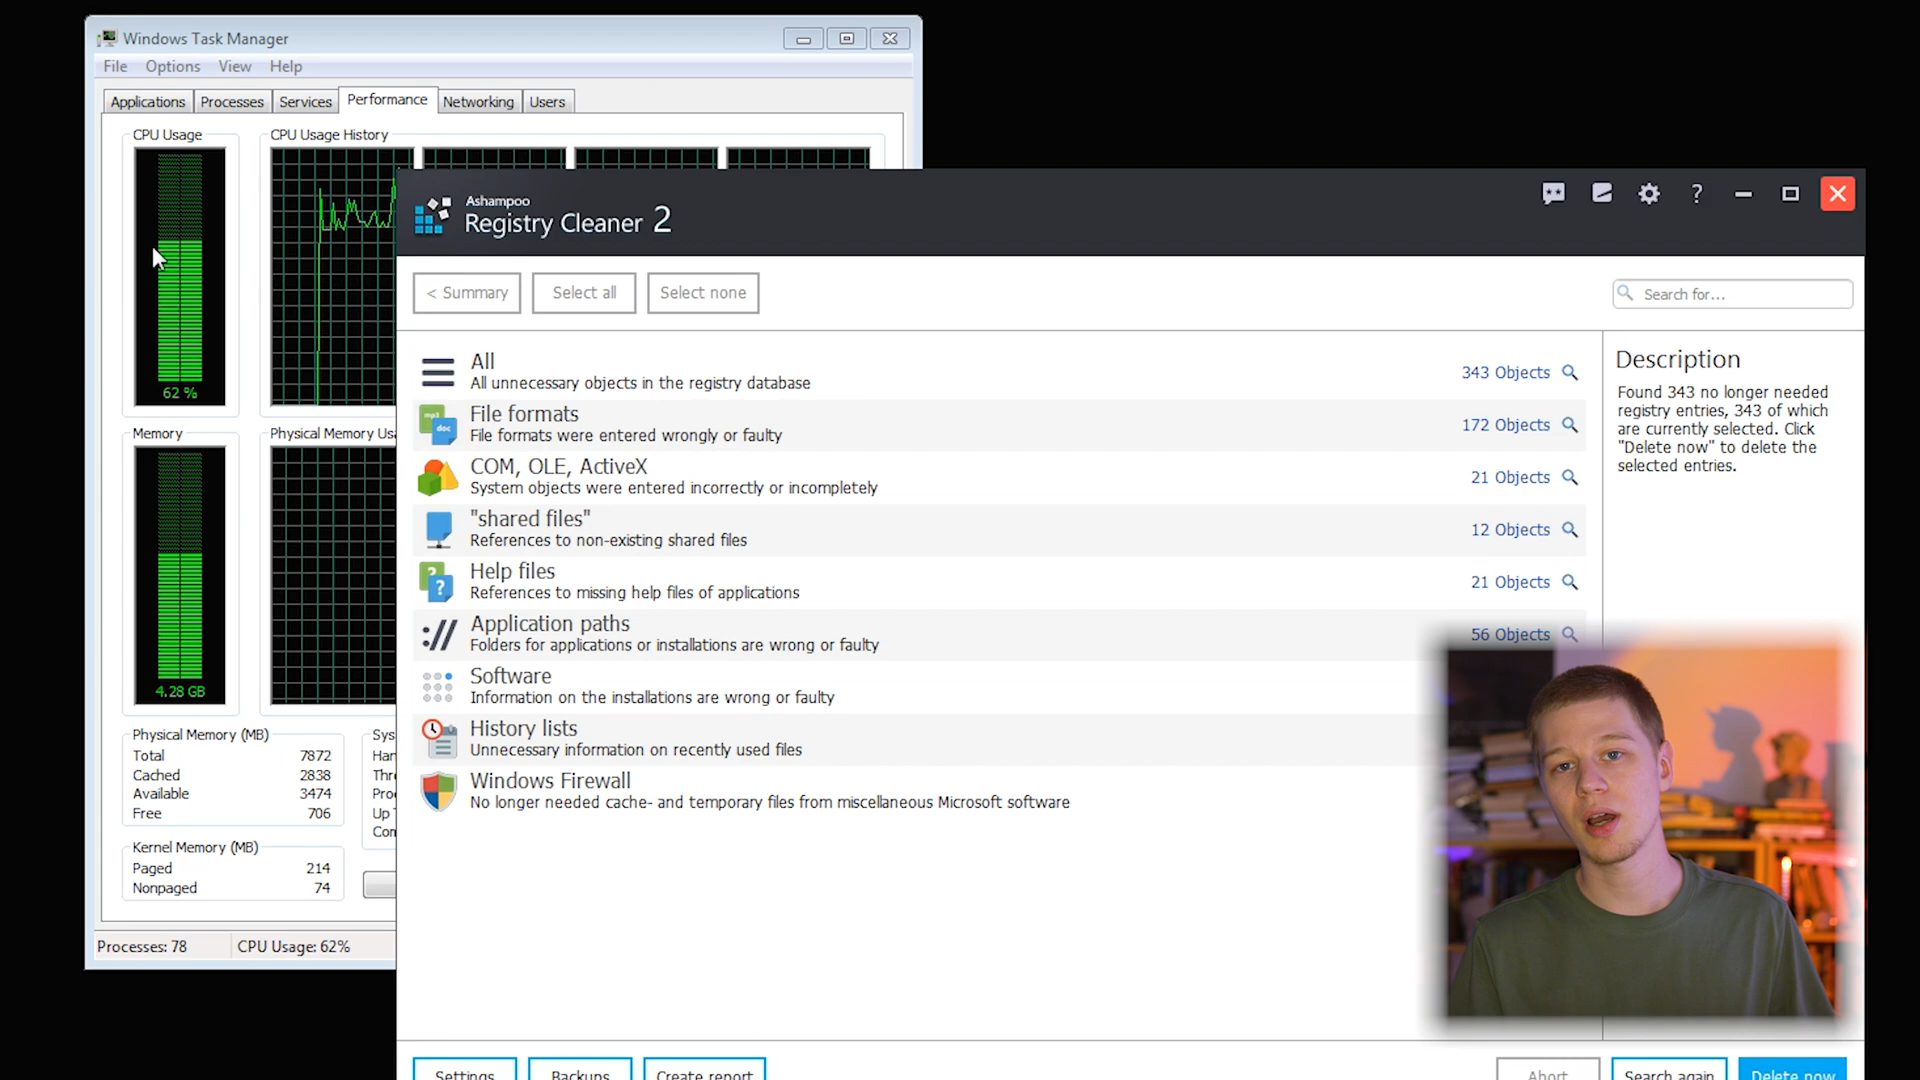 Windows Task Manager
File Options View Help
Applications Processes Services Performance Networking Users
CPU Usage
CPU Usage History
62 %
Memory
Physical Memory Usa
4.28 GB
Physical Memory (MB)
Total 7872
Cached 2838
Available 3474
Free 706
Kernel Memory (MB)
Paged 214
Nonpaged 74
Sys
Han
Thre
Proc
Up T
Com
Processes: 78
CPU Usage: 62%
Ashampoo
Registry Cleaner 2
?
< Summary
Select all
Select none
Search for...
All
All unnecessary objects in the registry database
343 Objects
File formats
File formats were entered wrongly or faulty
172 Objects
COM, OLE, ActiveX
System objects were entered incorrectly or incompletely
21 Objects
"shared files"
References to non-existing shared files
12 Objects
Help files
References to missing help files of applications
21 Objects
Application paths
Folders for applications or installations are wrong or faulty
56 Objects
Software
Information on the installations are wrong or faulty
History lists
Unnecessary information on recently used files
Windows Firewall
No longer needed cache- and temporary files from miscellaneous Microsoft software
Description
Found 343 no longer needed
registry entries, 343 of which
are currently selected. Click
"Delete now" to delete the
selected entries.
Settings
Backups
Create report
Abort
Search again
Delete now